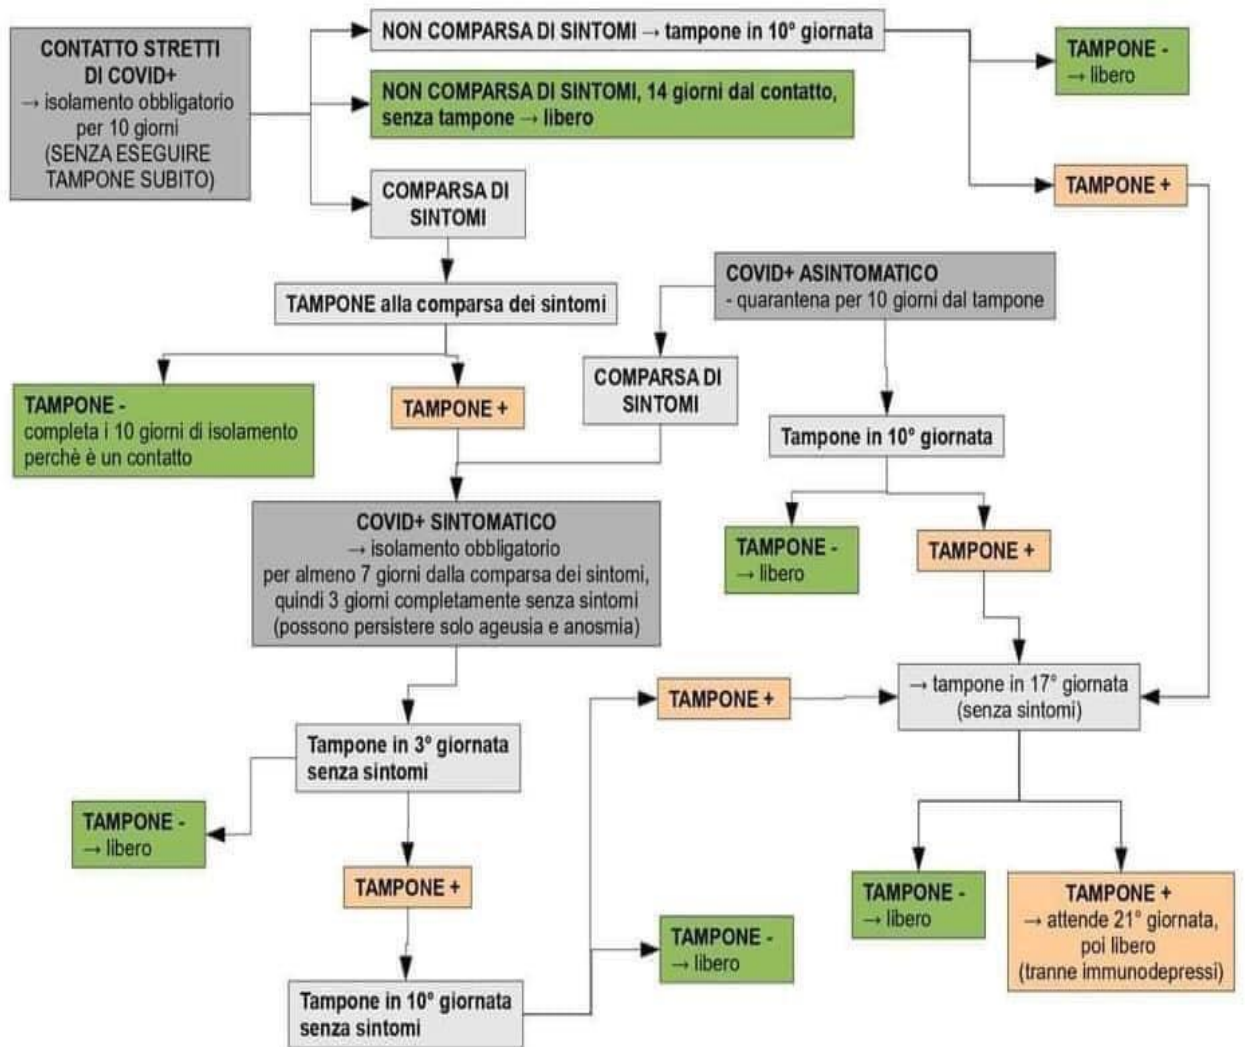 CONTATTO STRETTI
DI COVID+
→ isolamento obbligatorio
per 10 giorni
(SENZA ESEGUIRE
TAMPONE SUBITO)
NON COMPARSA DI SINTOMI → tampone in 10° giornata
TAMPONE -
→ libero
NON COMPARSA DI SINTOMI, 14 giorni dal contatto,
senza tampone → libero
TAMPONE +
COMPARSA DI
SINTOMI
TAMPONE alla comparsa dei sintomi
COVID+ ASINTOMATICO
- quarantena per 10 giorni dal tampone
TAMPONE -
completa i 10 giorni di isolamento
perchè è un contatto
TAMPONE +
COMPARSA DI
SINTOMI
Tampone in 10° giornata
COVID+ SINTOMATICO
→ isolamento obbligatorio
per almeno 7 giorni dalla comparsa dei sintomi,
quindi 3 giorni completamente senza sintomi
(possono persistere solo ageusia e anosmia)
TAMPONE -
→ libero
TAMPONE +
TAMPONE +
→ tampone in 17° giornata
(senza sintomi)
Tampone in 3° giornata
senza sintomi
TAMPONE -
→ libero
TAMPONE +
TAMPONE -
→ libero
TAMPONE +
→ attende 21° giornata,
poi libero
(tranne immunodepressi)
TAMPONE -
→ libero
Tampone in 10° giornata
senza sintomi